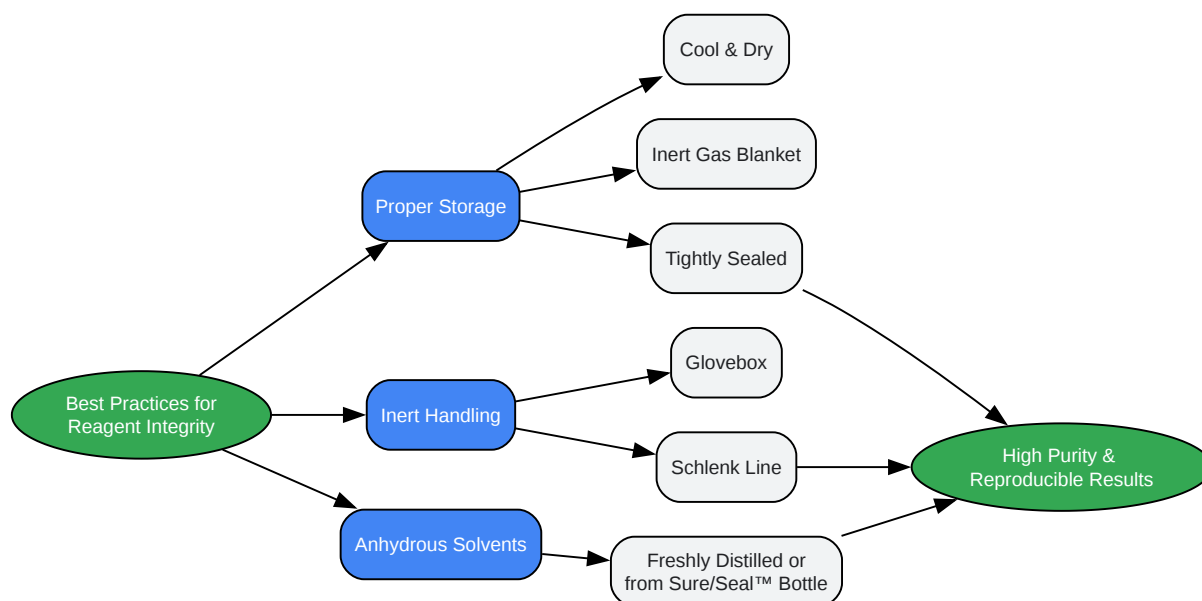 Cool & Dry
Inert Gas Blanket
Proper Storage
Tightly Sealed
Glovebox
Best Practices for
Reagent Integrity
Inert Handling
Schlenk Line
High Purity &
Reproducible Results
Anhydrous Solvents
Freshly Distilled or
from Sure/Seal™ Bottle